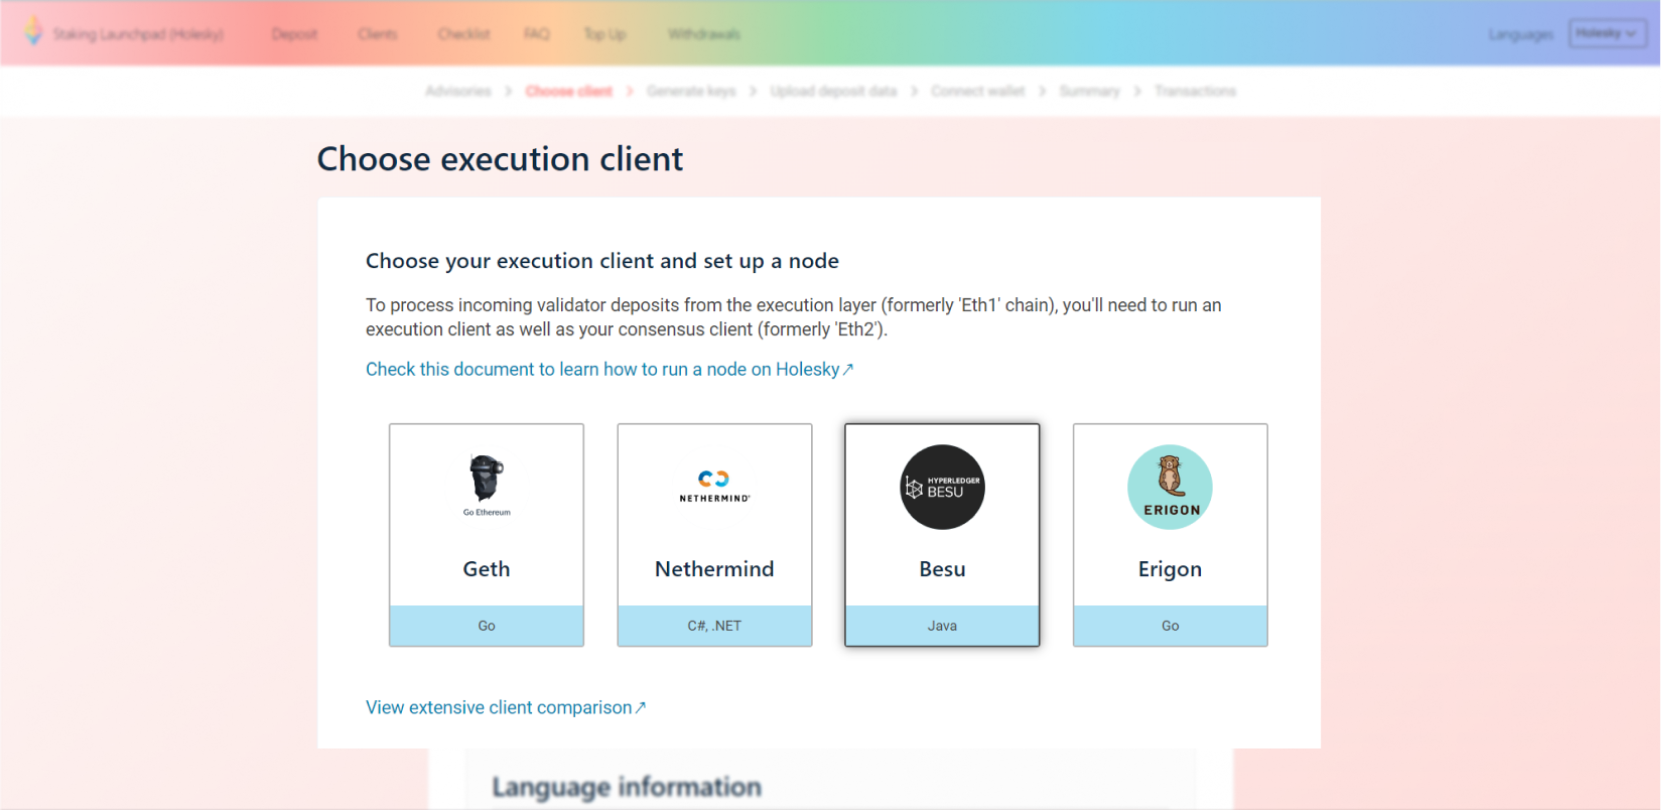 Staking Launchpad (Holesky)
Deposit
Clients
Checklist
FAQ
Top Up
Withdrawals
Languages
Holesky
Advisories > Choose client > Generate keys > Upload deposit data > Connect wallet > Summary > Transactions
Choose execution client
Choose your execution client and set up a node
To process incoming validator deposits from the execution layer (formerly 'Eth1' chain), you'll need to run an
execution client as well as your consensus client (formerly 'Eth2').
Check this document to learn how to run a node on Holesky↗
Go Ethereum
Geth
Go
NETHERMIND
Nethermind
C#, .NET
HYPERLEDGER
BESU
Besu
Java
ERIGON
Erigon
Go
View extensive client comparison↗
Language information